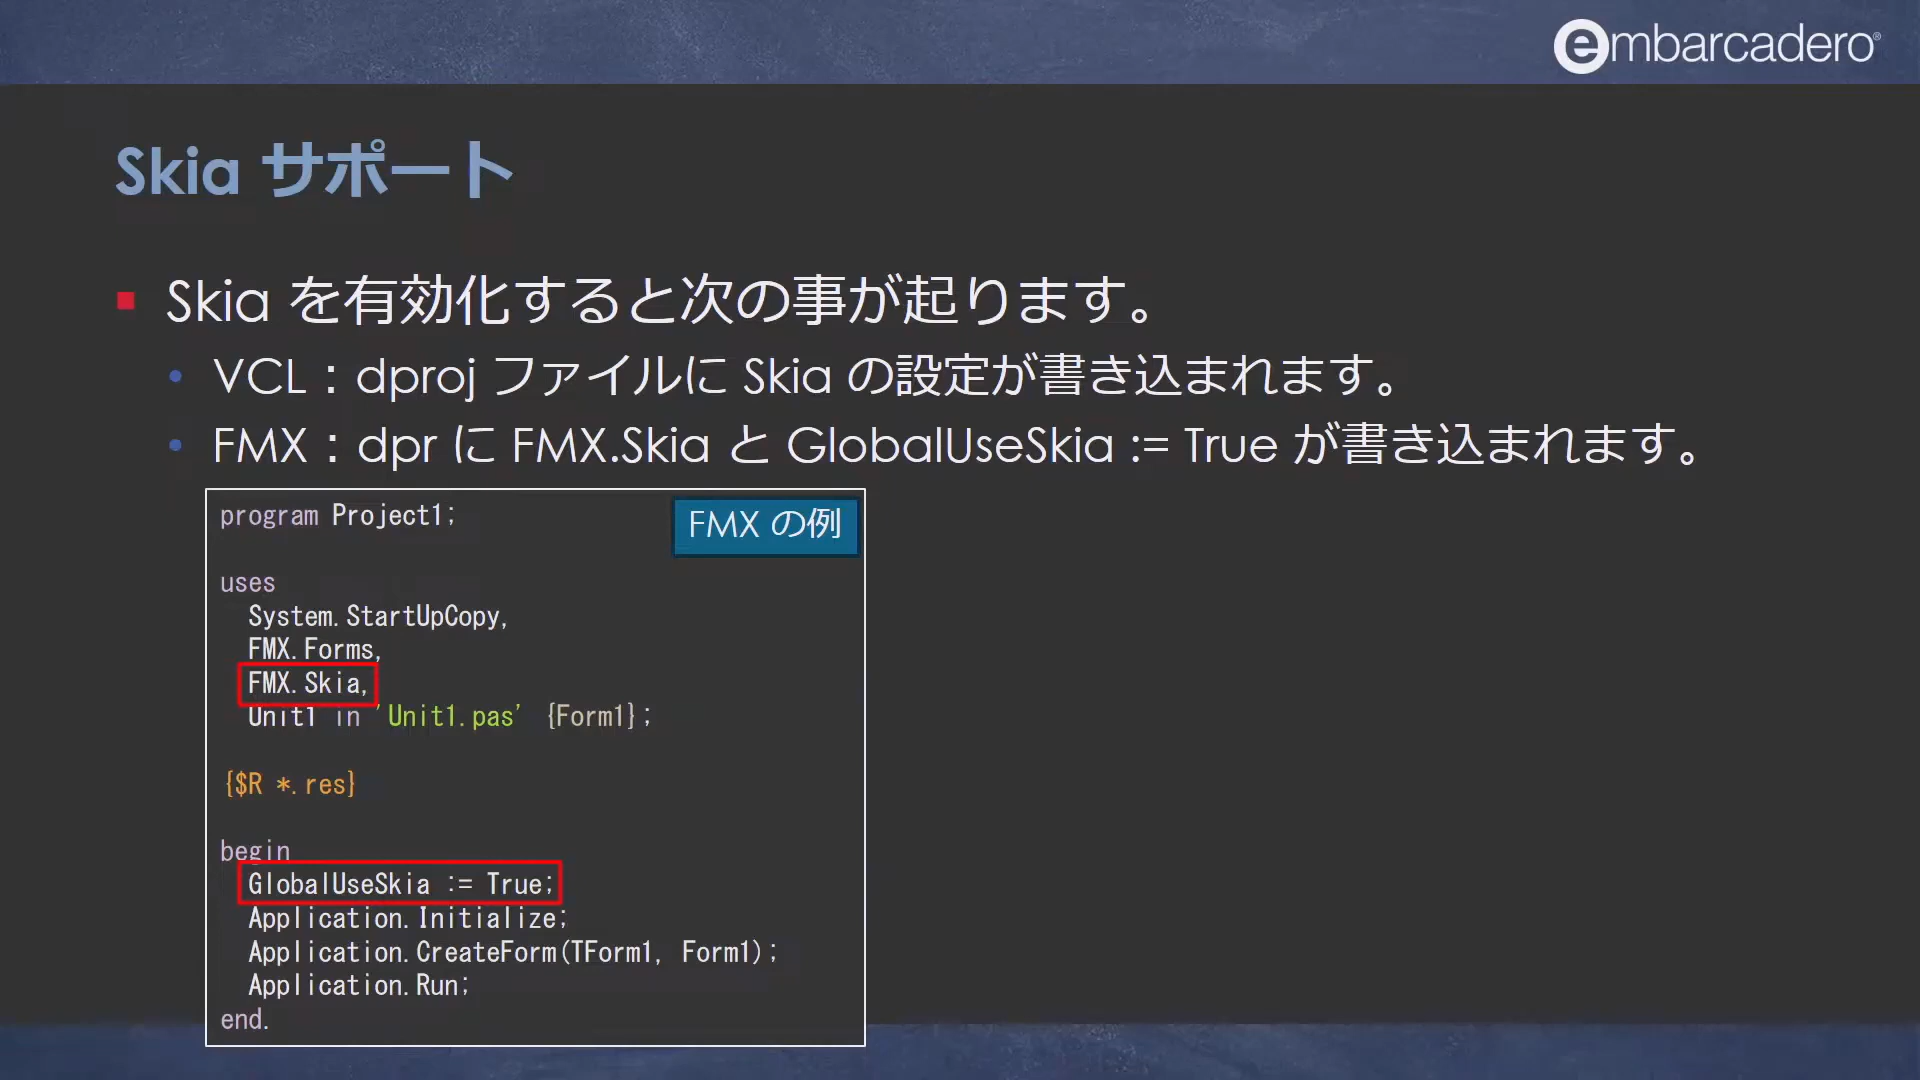 embarcadero®
Skia サポート
Skia を有効化すると次の事が起ります。
VCL：dproj ファイルに Skia の設定が書き込まれます。
FMX：dpr に FMX.Skia と GlobalUseSkia := True が書き込まれます。
FMX の例
program Project1;
uses
System.StartUpCopy,
FMX.Forms,
FMX.Skia,
Unit1 in 'Unit1.pas' {Form1};
{$R *.res}
begin
GlobalUseSkia := True;
Application.Initialize;
Application.CreateForm(TForm1, Form1);
Application.Run;
end.